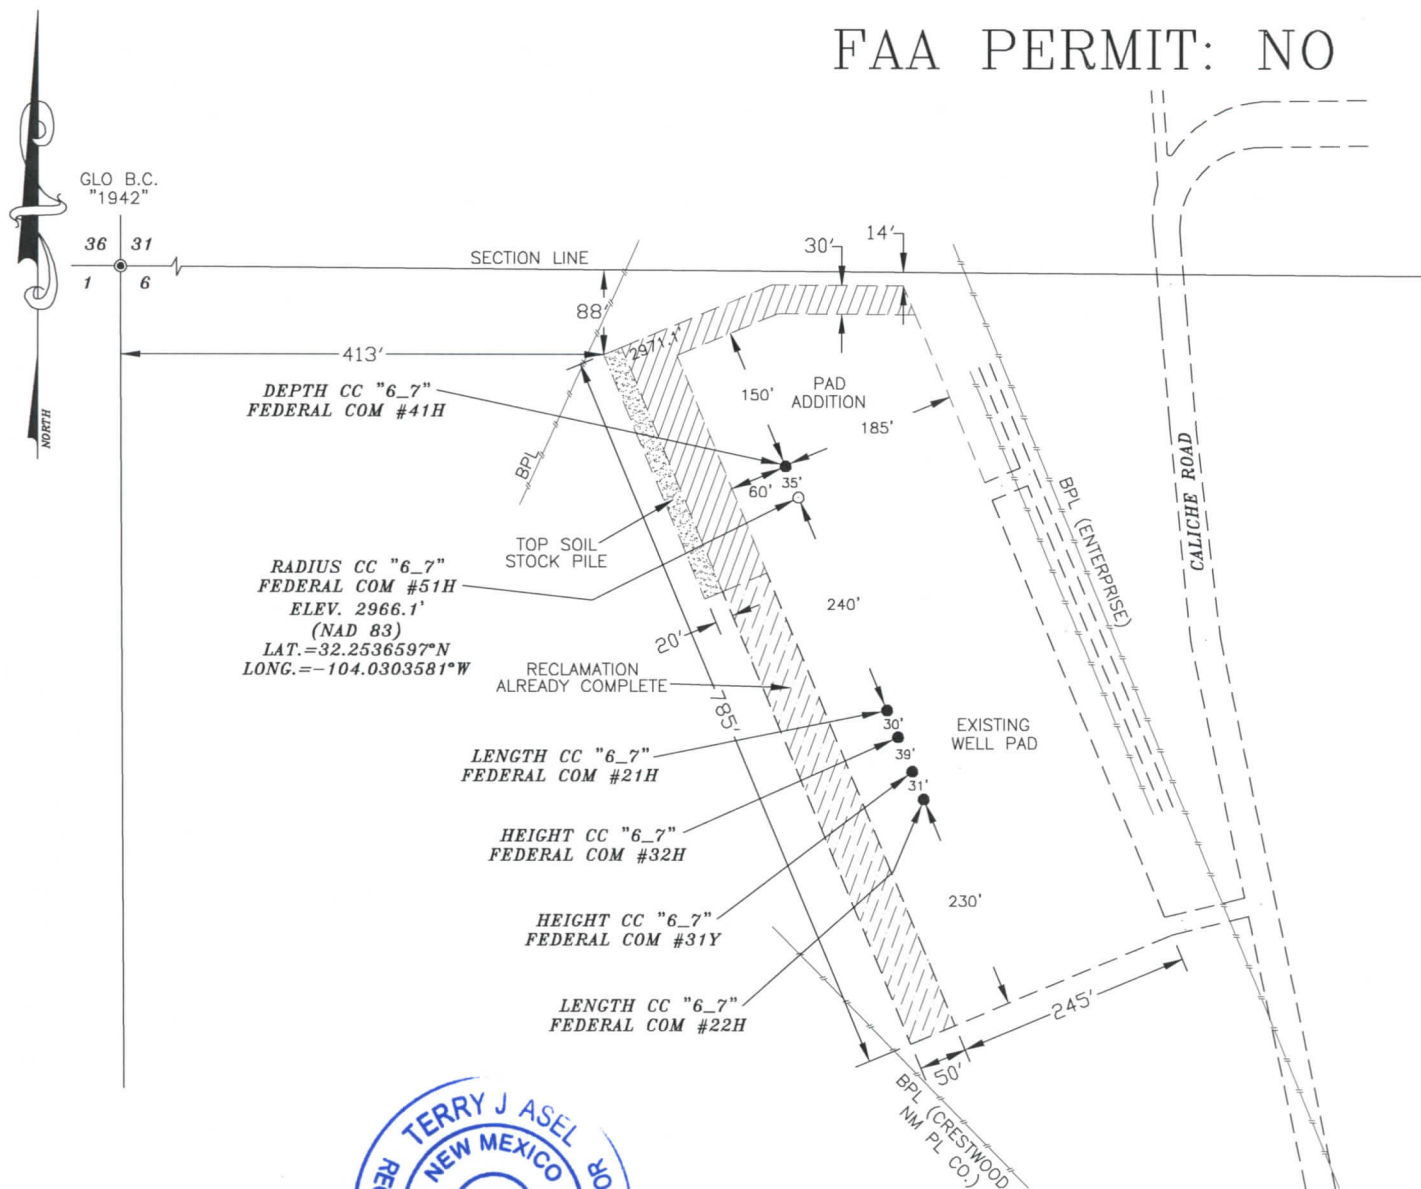 FAA PERMIT: NO
GLO B.C.
"1942"
36 31
1 6
NORTH
SECTION LINE
30'
14'
88'
413'
2971.1'
DEPTH CC "6_7"
FEDERAL COM #41H
150'
PAD
ADDITION
185'
BPL
60'
35'
TOP SOIL
STOCK PILE
BPL (ENTERPRISE)
CALICHE ROAD
RADIUS CC "6_7"
FEDERAL COM #51H
ELEV. 2966.1'
(NAD 83)
LAT.=32.2536597°N
LONG.=-104.0303581°W
240'
20'
RECLAMATION
ALREADY COMPLETE
785'
30'
39'
31'
EXISTING
WELL PAD
LENGTH CC "6_7"
FEDERAL COM #21H
HEIGHT CC "6_7"
FEDERAL COM #32H
HEIGHT CC "6_7"
FEDERAL COM #31Y
230'
LENGTH CC "6_7"
FEDERAL COM #22H
245'
50'
BPL (CRESTWOOD
NM PL CO.)
TERRY J ASEL
NEW MEXICO